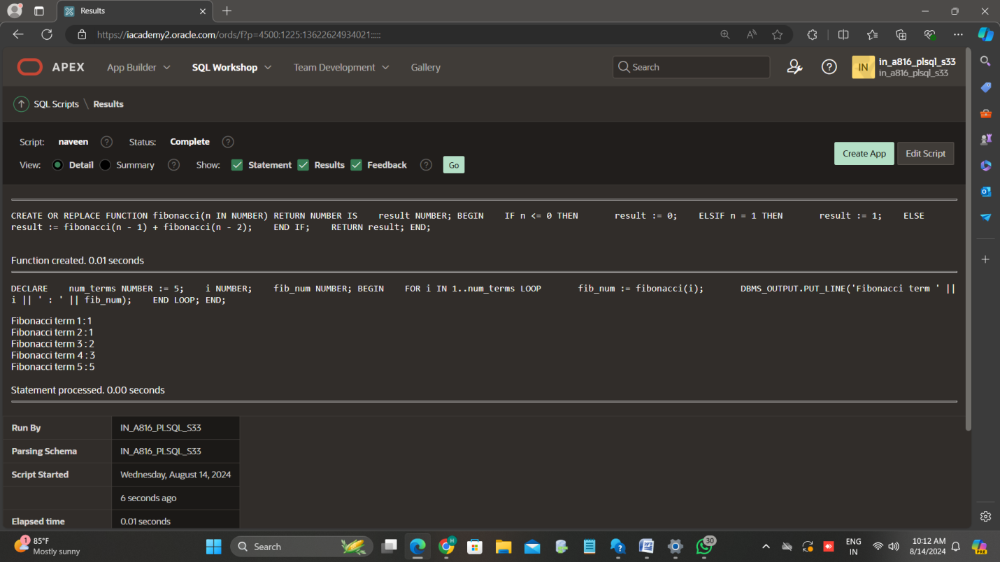 Results
https://iacademy2.oracle.com/ords/f?p=4500:1225:13622624934021:::::
APEX
App Builder
SQL Workshop
Team Development
Gallery
Search
IN
in_a816_plsql_s33
in_a816_plsql_s33
SQL Scripts \ Results
Script: naveen ? Status: Complete ?
View: Detail Summary ? Show: Statement Results Feedback ? Go
Create App
Edit Script
CREATE OR REPLACE FUNCTION fibonacci(n IN NUMBER) RETURN NUMBER IS    result NUMBER; BEGIN    IF n <= 0 THEN       result := 0;    ELSIF n = 1 THEN       result := 1;    ELSE
result := fibonacci(n - 1) + fibonacci(n - 2);    END IF;    RETURN result; END;
Function created. 0.01 seconds
DECLARE    num_terms NUMBER := 5;    i NUMBER;    fib_num NUMBER; BEGIN    FOR i IN 1..num_terms LOOP       fib_num := fibonacci(i);       DBMS_OUTPUT.PUT_LINE('Fibonacci term ' ||
i || ' : ' || fib_num);    END LOOP; END;
Fibonacci term 1 : 1
Fibonacci term 2 : 1
Fibonacci term 3 : 2
Fibonacci term 4 : 3
Fibonacci term 5 : 5
Statement processed. 0.00 seconds
Run By IN_A816_PLSQL_S33
Parsing Schema IN_A816_PLSQL_S33
Script Started Wednesday, August 14, 2024
6 seconds ago
Elapsed time 0.01 seconds
1
85°F
Mostly sunny
Search
H
30
ENG
IN
10:12 AM
8/14/2024
PRE